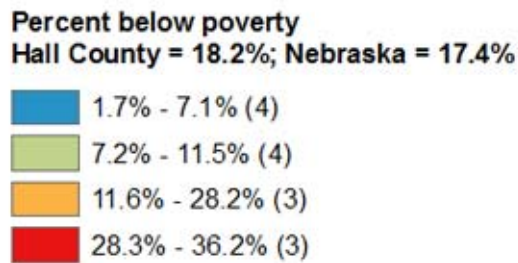 Percent below poverty
Hall County = 18.2%; Nebraska = 17.4%
1.7% - 7.1% (4)
7.2% - 11.5% (4)
11.6% - 28.2% (3)
28.3% - 36.2% (3)